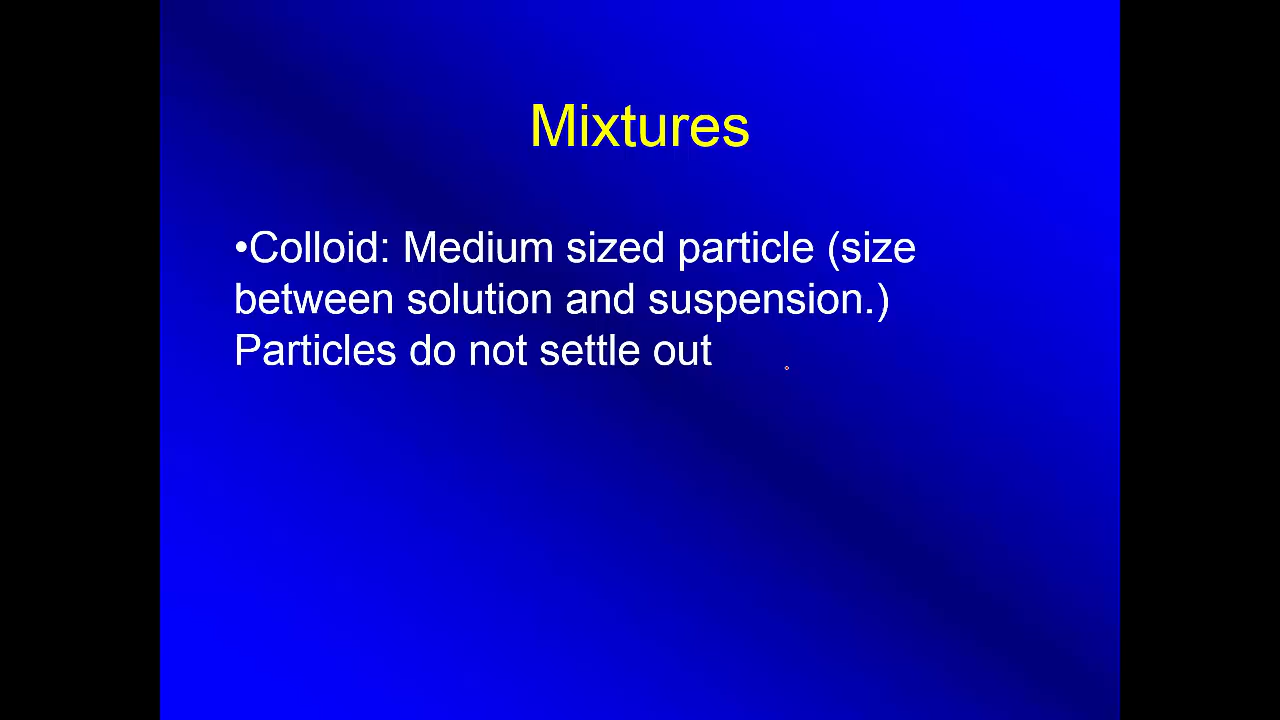 Mixtures
•Colloid: Medium sized particle (size
between solution and suspension.)
Particles do not settle out